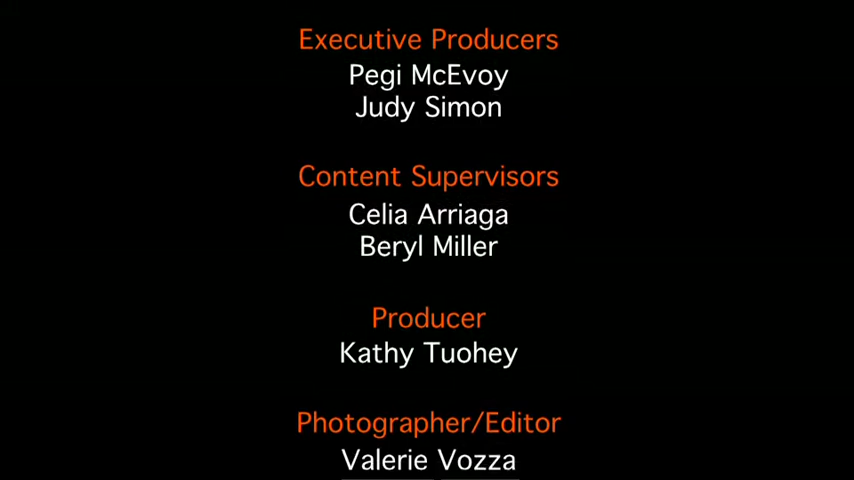 Executive Producers
Pegi McEvoy
Judy Simon
Content Supervisors
Celia Arriaga
Beryl Miller
Producer
Kathy Tuohey
Photographer/Editor
Valerie Vozza